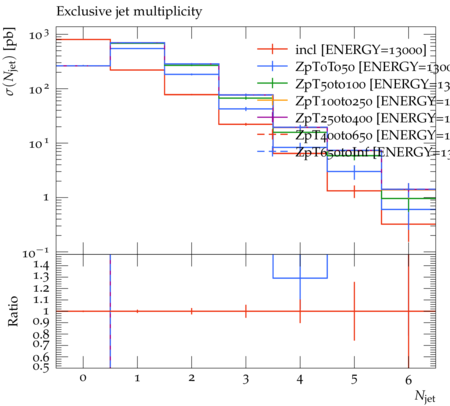 Exclusive jet multiplicity
σ(Njet) [pb]
10³
10²
10¹
1
10⁻¹
incl [ENERGY=13000]
ZpT0To50 [ENERGY=1300
ZpT50to100 [ENERGY=13
ZpT100to250 [ENERGY=1
ZpT250to400 [ENERGY=1
ZpT400to650 [ENERGY=1
ZpT650toInf [ENERGY=13
Ratio
1.4
1.3
1.2
1.1
1
0.9
0.8
0.7
0.6
0.5
0 1 2 3 4 5 6
Njet